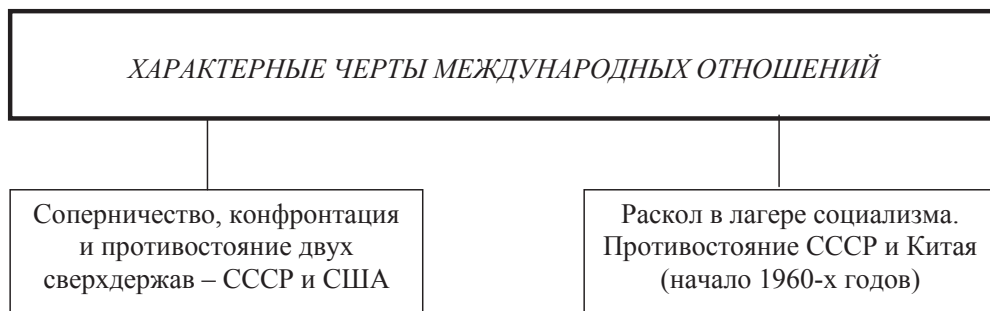 ХАРАКТЕРНЫЕ ЧЕРТЫ МЕЖДУНАРОДНЫХ ОТНОШЕНИЙ
Соперничество, конфронтация
и противостояние двух
сверхдержав – СССР и США
Раскол в лагере социализма.
Противостояние СССР и Китая
(начало 1960-х годов)